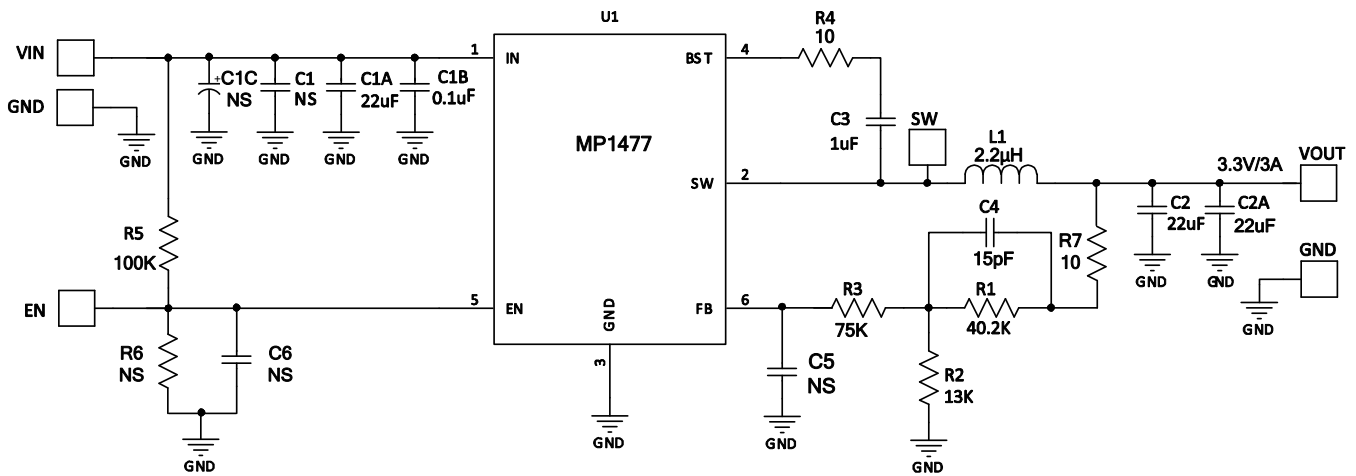 U1
MP1477
VIN
GND
GND
C1C
NS
GND
C1
NS
GND
C1A
22uF
GND
C1B
0.1uF
GND
1
IN
BST
4
R4
10
C3
1uF
SW
SW
2
L1
2.2µH
3.3V/3A
VOUT
C2
22uF
GND
C2A
22uF
GND
GND
GND
R5
100K
EN
5
EN
R6
NS
C6
NS
GND
GND
3
GND
FB
6
C5
NS
GND
R3
75K
C4
15pF
R1
40.2K
R7
10
R2
13K
GND
+